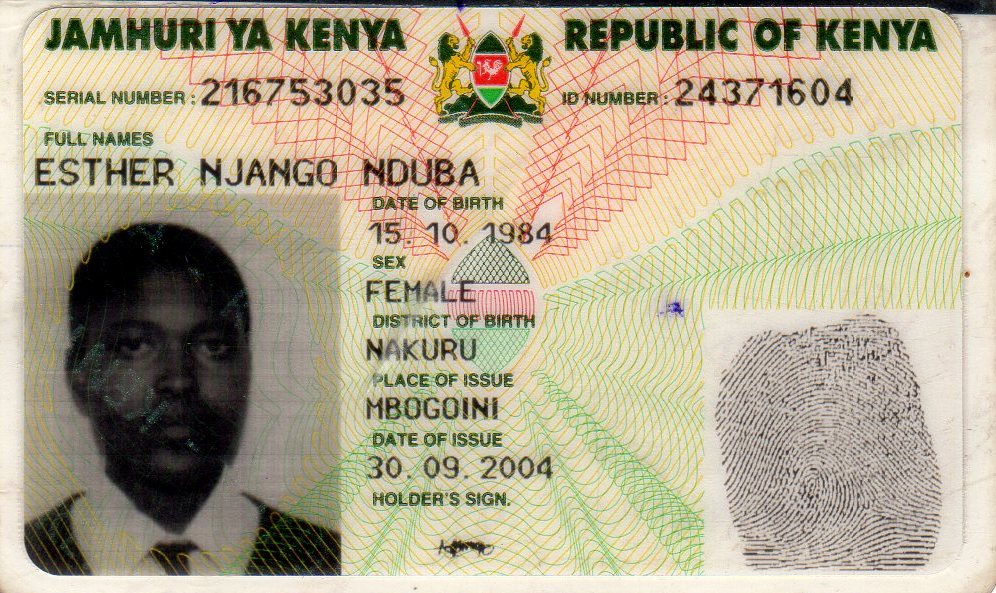 JAMHURI YA KENYA
REPUBLIC OF KENYA
SERIAL NUMBER : 216753035
ID NUMBER : 24371604
FULL NAMES
ESTHER NJANGO NDUBA
DATE OF BIRTH
15. 10. 1984
SEX
FEMALE
DISTRICT OF BIRTH
NAKURU
PLACE OF ISSUE
MBOGOINI
DATE OF ISSUE
30. 09. 2004
HOLDER'S SIGN.